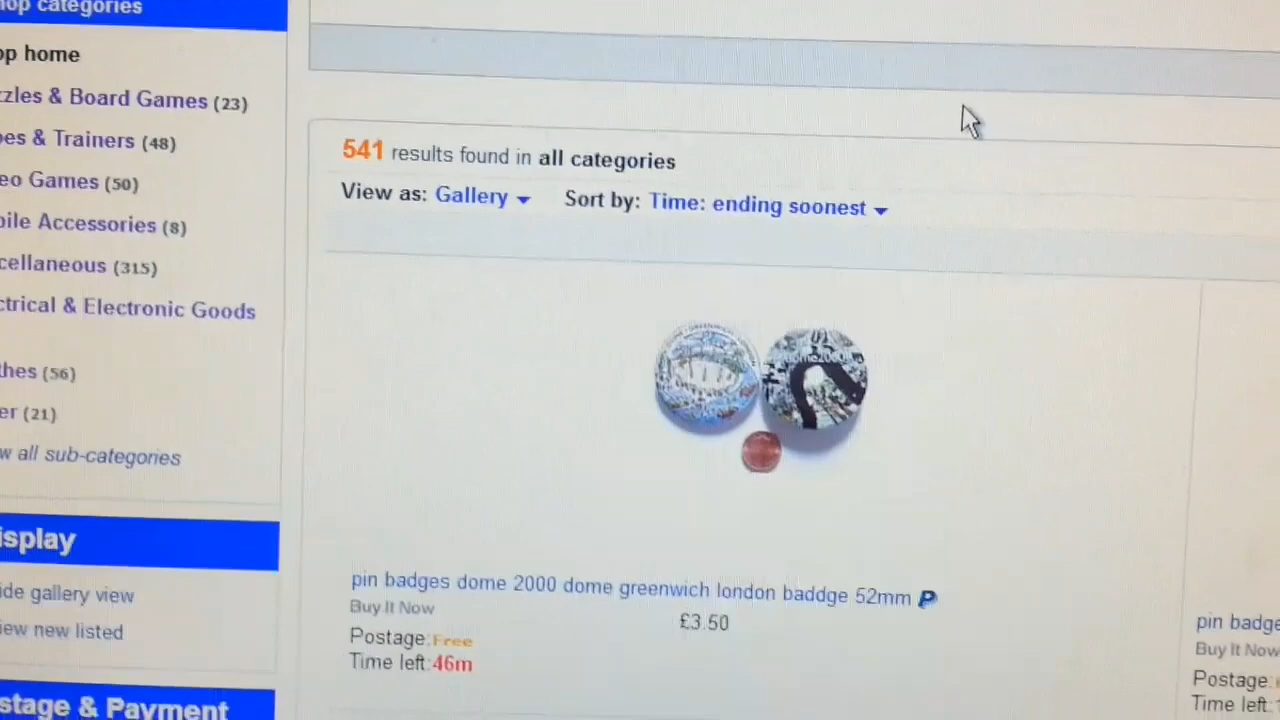 hop categories
op home
zzles & Board Games (23)
oes & Trainers (48)
eo Games (50)
bile Accessories (8)
cellaneous (315)
ctrical & Electronic Goods
thes (56)
er (21)
w all sub-categories
isplay
ide gallery view
iew new listed
stage & Payment
541 results found in all categories
View as: Gallery Sort by: Time: ending soonest
pin badges dome 2000 dome greenwich london baddge 52mm
Buy It Now £3.50
Postage: Free
Time left: 46m
pin badge
Buy It Now
Postage:
Time left: